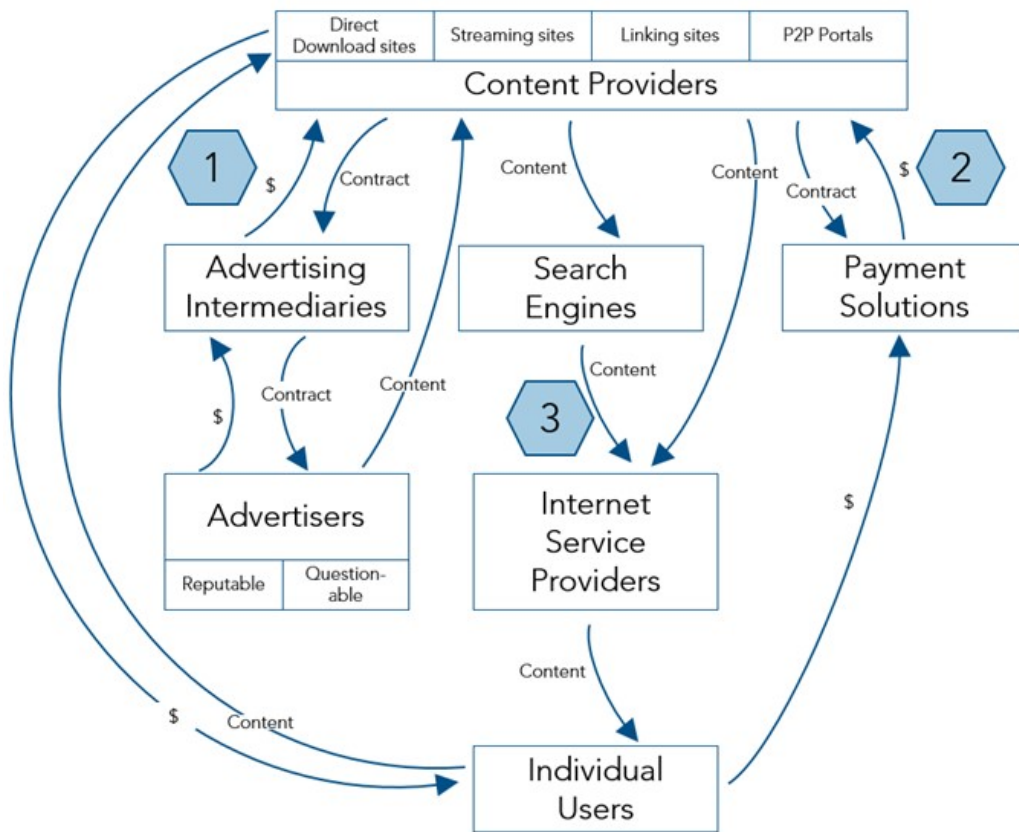 Direct
Download sites
Streaming sites
Linking sites
P2P Portals
Content Providers
1
$
Contract
Content
Content
Content
Contract
$
2
Advertising
Intermediaries
Search
Engines
Payment
Solutions
$
Contract
Content
Content
3
Advertisers
Reputable
Question-
able
Internet
Service
Providers
$
Content
$
Content
Individual
Users